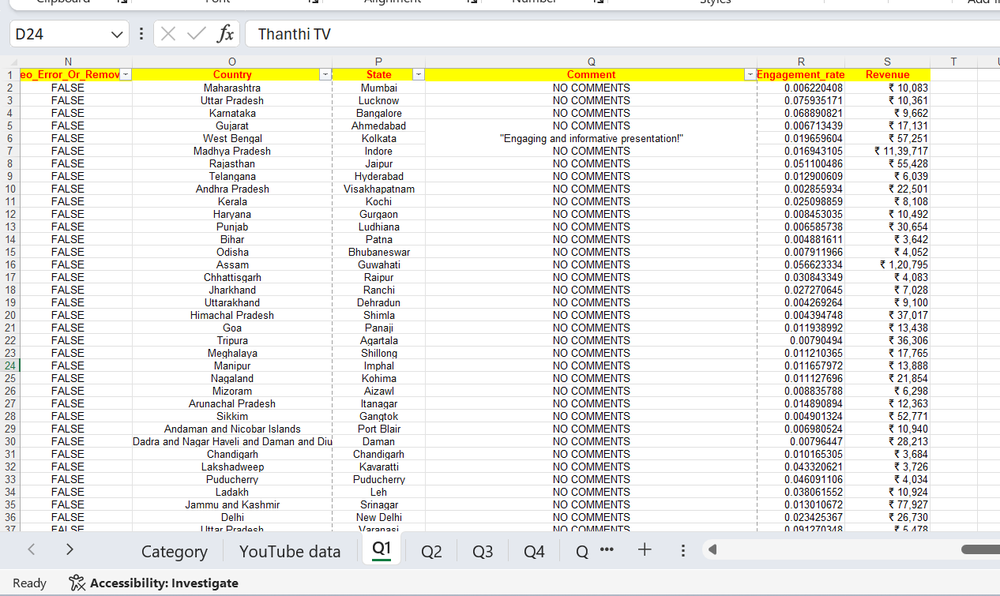 Clipboard Font Alignment Number Styles
D24 fx Thanthi TV
N O P Q R S T
1 eo_Error_Or_Remov Country State Comment Engagement_rate Revenue
2 FALSE Maharashtra Mumbai NO COMMENTS 0.006220408 ₹ 10,083
3 FALSE Uttar Pradesh Lucknow NO COMMENTS 0.075935171 ₹ 10,361
4 FALSE Karnataka Bangalore NO COMMENTS 0.068890821 ₹ 9,662
5 FALSE Gujarat Ahmedabad NO COMMENTS 0.006713439 ₹ 17,131
6 FALSE West Bengal Kolkata "Engaging and informative presentation!" 0.019659604 ₹ 57,251
7 FALSE Madhya Pradesh Indore NO COMMENTS 0.016943105 ₹ 11,39,717
8 FALSE Rajasthan Jaipur NO COMMENTS 0.051100486 ₹ 55,428
9 FALSE Telangana Hyderabad NO COMMENTS 0.012900609 ₹ 6,039
10 FALSE Andhra Pradesh Visakhapatnam NO COMMENTS 0.002855934 ₹ 22,501
11 FALSE Kerala Kochi NO COMMENTS 0.025098859 ₹ 8,108
12 FALSE Haryana Gurgaon NO COMMENTS 0.008453035 ₹ 10,492
13 FALSE Punjab Ludhiana NO COMMENTS 0.006585738 ₹ 30,654
14 FALSE Bihar Patna NO COMMENTS 0.004881611 ₹ 3,642
15 FALSE Odisha Bhubaneswar NO COMMENTS 0.007911966 ₹ 4,052
16 FALSE Assam Guwahati NO COMMENTS 0.056623334 ₹ 1,20,795
17 FALSE Chhattisgarh Raipur NO COMMENTS 0.030843349 ₹ 4,083
18 FALSE Jharkhand Ranchi NO COMMENTS 0.027270645 ₹ 7,028
19 FALSE Uttarakhand Dehradun NO COMMENTS 0.004269264 ₹ 9,100
20 FALSE Himachal Pradesh Shimla NO COMMENTS 0.004394748 ₹ 37,017
21 FALSE Goa Panaji NO COMMENTS 0.011938992 ₹ 13,438
22 FALSE Tripura Agartala NO COMMENTS 0.00790494 ₹ 36,306
23 FALSE Meghalaya Shillong NO COMMENTS 0.011210365 ₹ 17,765
24 FALSE Manipur Imphal NO COMMENTS 0.011657972 ₹ 13,888
25 FALSE Nagaland Kohima NO COMMENTS 0.011127696 ₹ 21,854
26 FALSE Mizoram Aizawl NO COMMENTS 0.008835788 ₹ 6,298
27 FALSE Arunachal Pradesh Itanagar NO COMMENTS 0.014890894 ₹ 12,363
28 FALSE Sikkim Gangtok NO COMMENTS 0.004901324 ₹ 52,771
29 FALSE Andaman and Nicobar Islands Port Blair NO COMMENTS 0.006980524 ₹ 10,940
30 FALSE Dadra and Nagar Haveli and Daman and Diu Daman NO COMMENTS 0.00796447 ₹ 28,213
31 FALSE Chandigarh Chandigarh NO COMMENTS 0.010165305 ₹ 3,684
32 FALSE Lakshadweep Kavaratti NO COMMENTS 0.043320621 ₹ 3,726
33 FALSE Puducherry Puducherry NO COMMENTS 0.046091106 ₹ 4,034
34 FALSE Ladakh Leh NO COMMENTS 0.038061552 ₹ 10,924
35 FALSE Jammu and Kashmir Srinagar NO COMMENTS 0.013010672 ₹ 77,927
36 FALSE Delhi New Delhi NO COMMENTS 0.023425367 ₹ 26,730
37 FALSE Uttar Pradesh Varanasi NO COMMENTS 0.091270348 ₹ 5,478
Category YouTube data Q1 Q2 Q3 Q4 Q
Ready Accessibility: Investigate